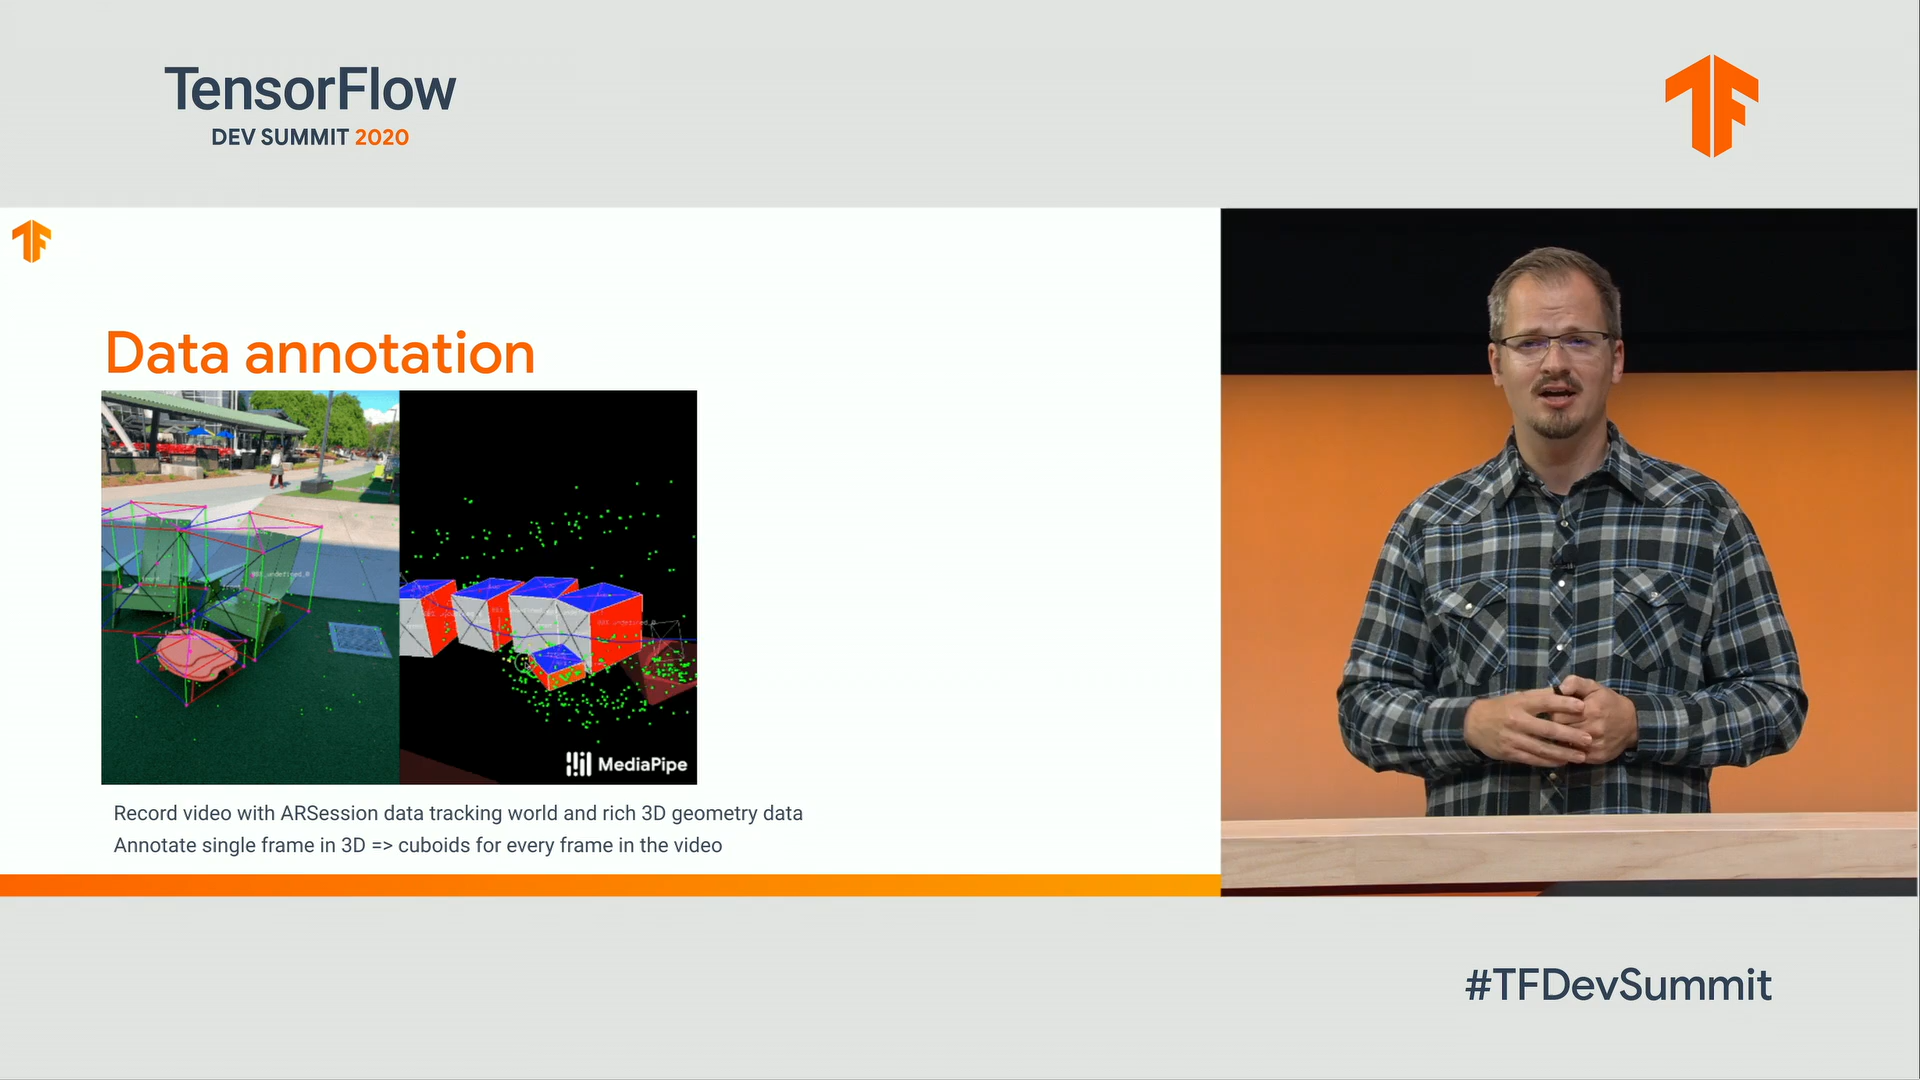 TensorFlow
DEV SUMMIT 2020
Data annotation
MediaPipe
Record video with ARSession data tracking world and rich 3D geometry data
Annotate single frame in 3D => cuboids for every frame in the video
#TFDevSummit